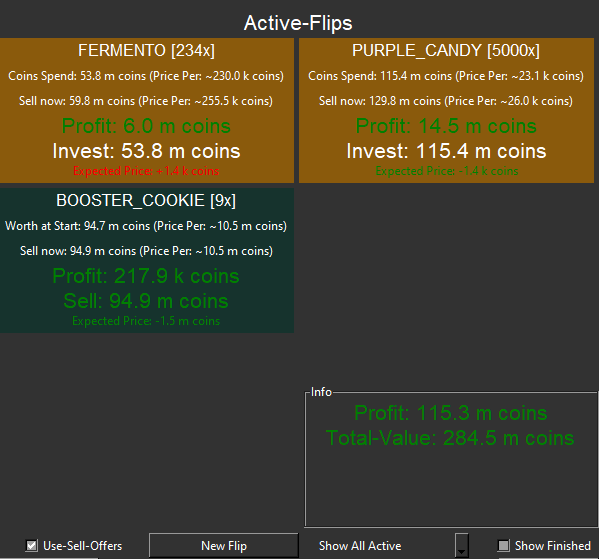 Active-Flips
FERMENTO [234x]
Coins Spend: 53.8 m coins (Price Per: ~230.0 k coins)
Sell now: 59.8 m coins (Price Per: ~255.5 k coins)
Profit: 6.0 m coins
Invest: 53.8 m coins
Expected Price: +1.4 k coins
PURPLE_CANDY [5000x]
Coins Spend: 115.4 m coins (Price Per: ~23.1 k coins)
Sell now: 129.8 m coins (Price Per: ~26.0 k coins)
Profit: 14.5 m coins
Invest: 115.4 m coins
Expected Price: -1.4 k coins
BOOSTER_COOKIE [9x]
Worth at Start: 94.7 m coins (Price Per: ~10.5 m coins)
Sell now: 94.9 m coins (Price Per: ~10.5 m coins)
Profit: 217.9 k coins
Sell: 94.9 m coins
Expected Price: -1.5 m coins
Info
Profit: 115.3 m coins
Total-Value: 284.5 m coins
Use-Sell-Offers
New Flip
Show All Active
Show Finished